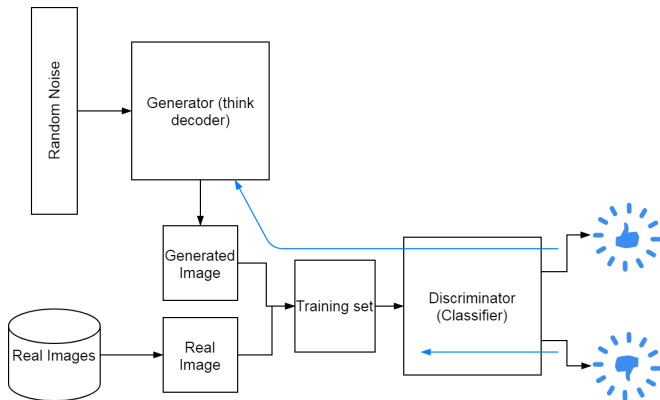 Random Noise
Generator (think
decoder)
Generated
Image
Real Images
Real
Image
Training set
Discriminator
(Classifier)